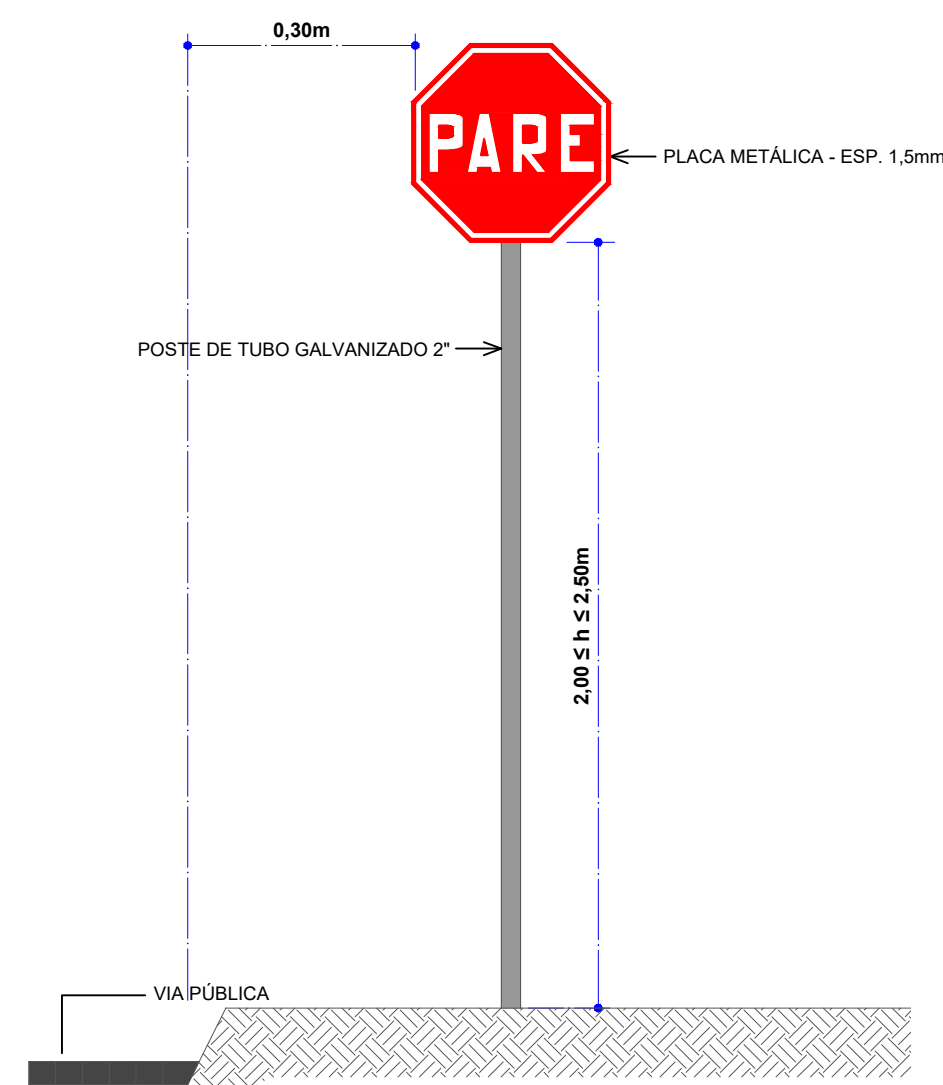 0,30m
PARE
PLACA METÁLICA - ESP. 1,5mm
POSTE DE TUBO GALVANIZADO 2"
2,00 ≤ h ≤ 2,50m
VIA PÚBLICA